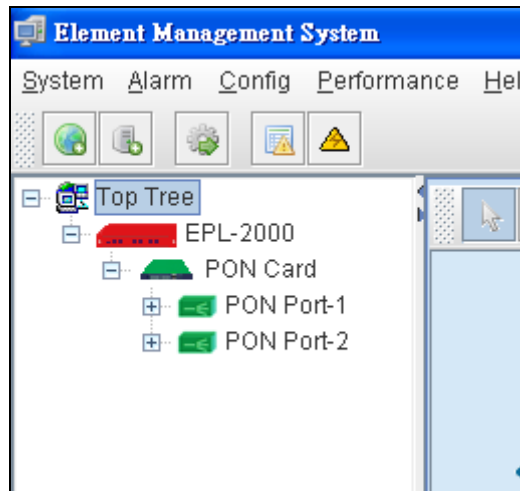 Element Management System
System Alarm Config Performance Hel
Top Tree
EPL-2000
PON Card
PON Port-1
PON Port-2